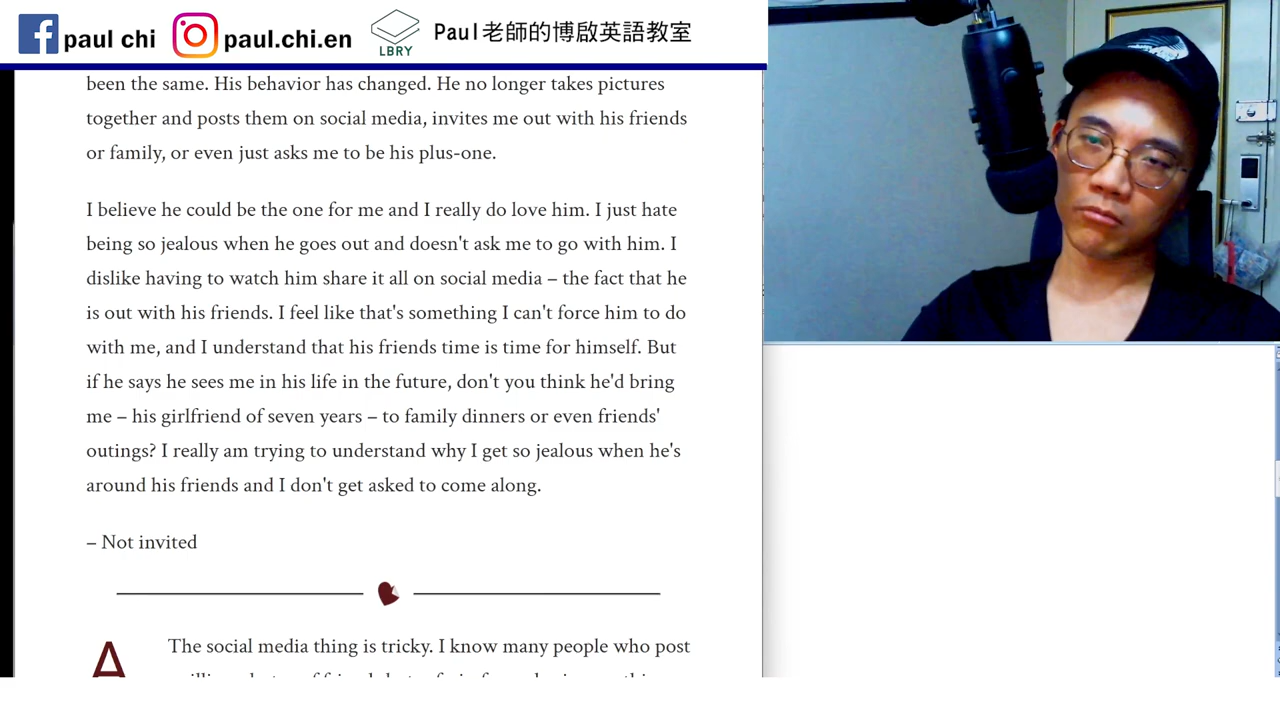 paul chi
paul.chi.en
LBRY
Paul老師的博啟英語教室
been the same. His behavior has changed. He no longer takes pictures
together and posts them on social media, invites me out with his friends
or family, or even just asks me to be his plus-one.
I believe he could be the one for me and I really do love him. I just hate
being so jealous when he goes out and doesn't ask me to go with him. I
dislike having to watch him share it all on social media – the fact that he
is out with his friends. I feel like that's something I can't force him to do
with me, and I understand that his friends time is time for himself. But
if he says he sees me in his life in the future, don't you think he'd bring
me – his girlfriend of seven years – to family dinners or even friends'
outings? I really am trying to understand why I get so jealous when he's
around his friends and I don't get asked to come along.
– Not invited
A
The social media thing is tricky. I know many people who post